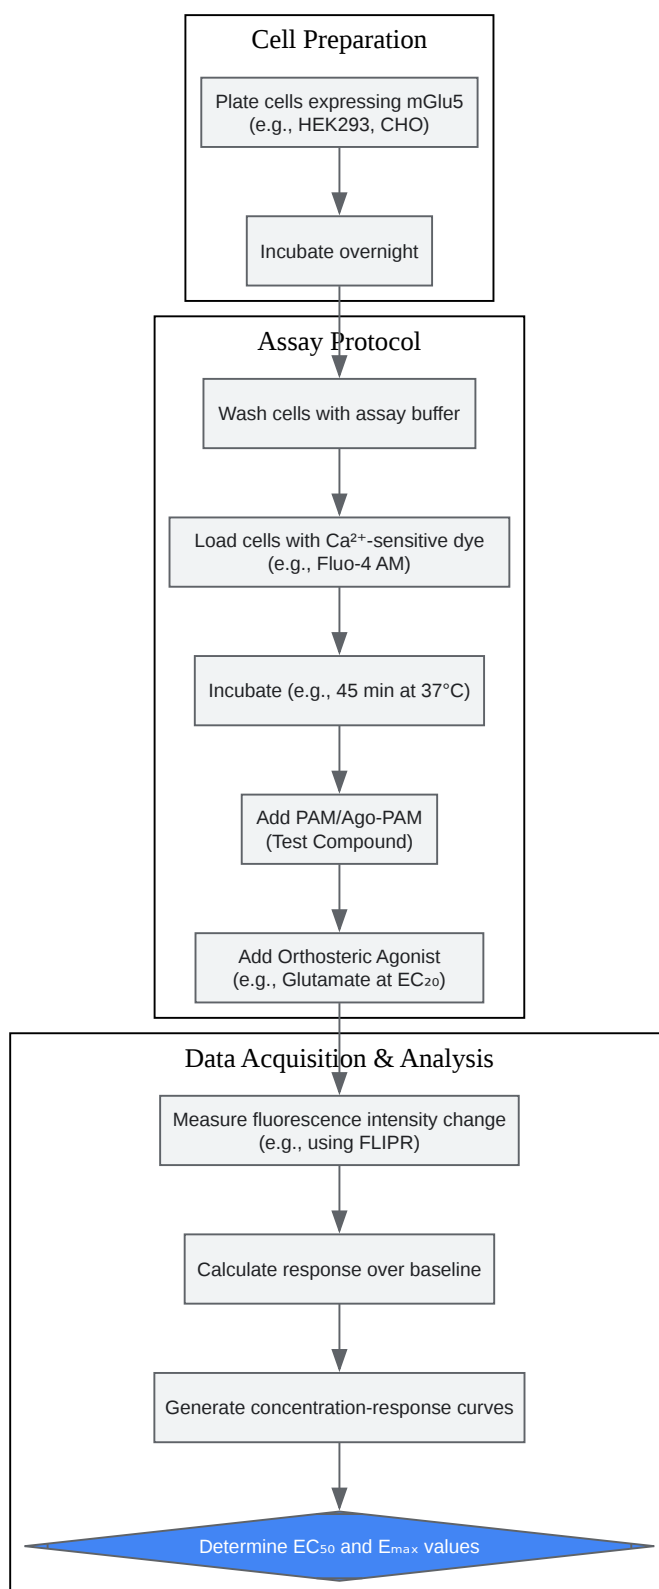 Cell Preparation
Plate cells expressing mGlu5
(e.g., HEK293, CHO)
Incubate overnight
Assay Protocol
Wash cells with assay buffer
Load cells with Ca²⁺-sensitive dye
(e.g., Fluo-4 AM)
Incubate (e.g., 45 min at 37°C)
Add PAM/Ago-PAM
(Test Compound)
Add Orthosteric Agonist
(e.g., Glutamate at EC₂₀)
Data Acquisition & Analysis
Measure fluorescence intensity change
(e.g., using FLIPR)
Calculate response over baseline
Generate concentration-response curves
Determine EC₅₀ and Eₘₐₓ values